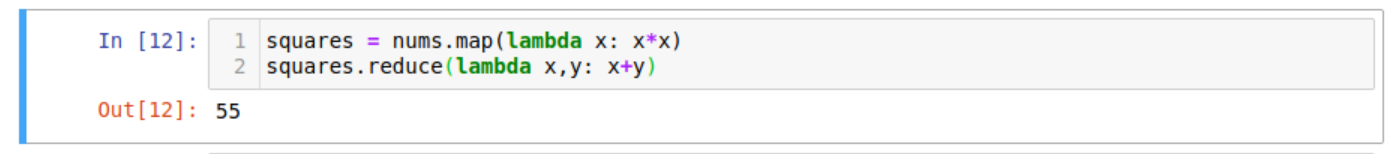 In [12]: 1 squares = nums.map(lambda x: x*x)
2 squares.reduce(lambda x,y: x+y)
Out[12]: 55